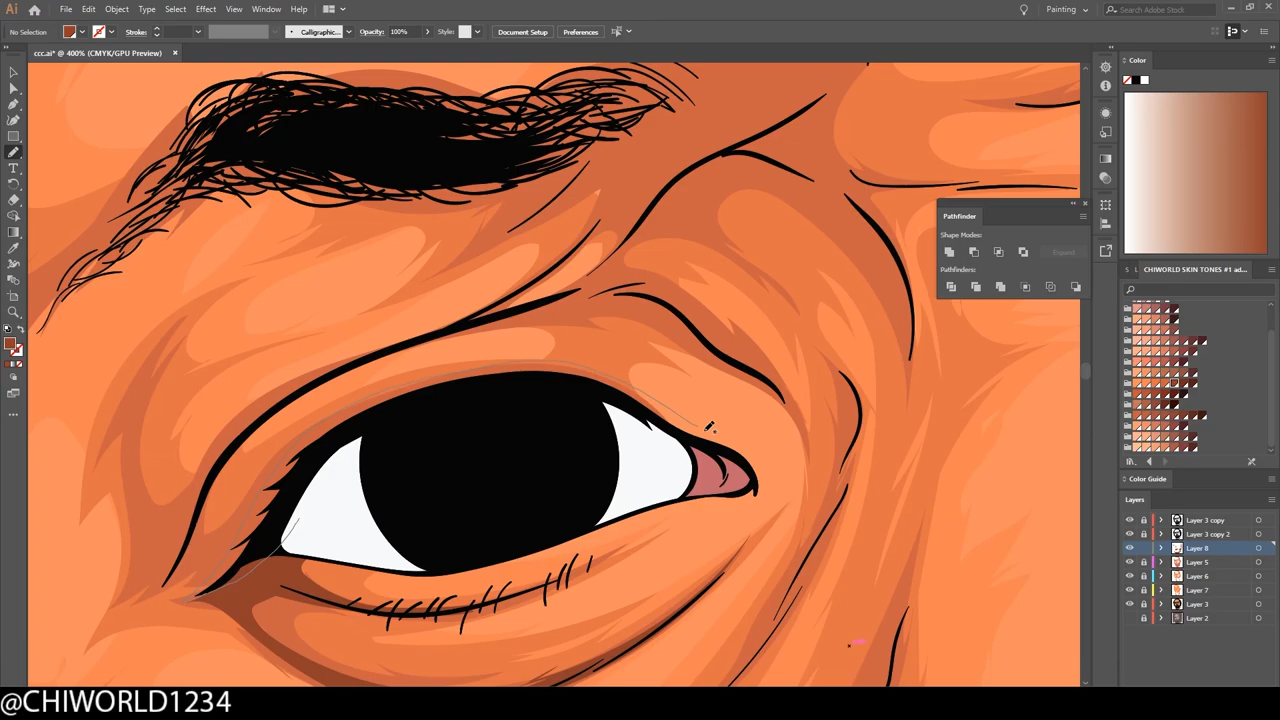 Ai File Edit Object Type Select Effect View Window Help Painting Search Adobe Stock
No Selection Stroke: Calligraphic... Opacity: 100% Style: Document Setup Preferences
ccc.ai* @ 400% (CMYK/GPU Preview)
Color
Pathfinder
Shape Modes:
Expand
Pathfinders:
S L CHIWORLD SKIN TONES #1 ad...
Color Guide
Layers
Layer 3 copy
Layer 3 copy 2
Layer 8
Layer 5
Layer 6
Layer 7
Layer 3
Layer 2
@CHIWORLD1234